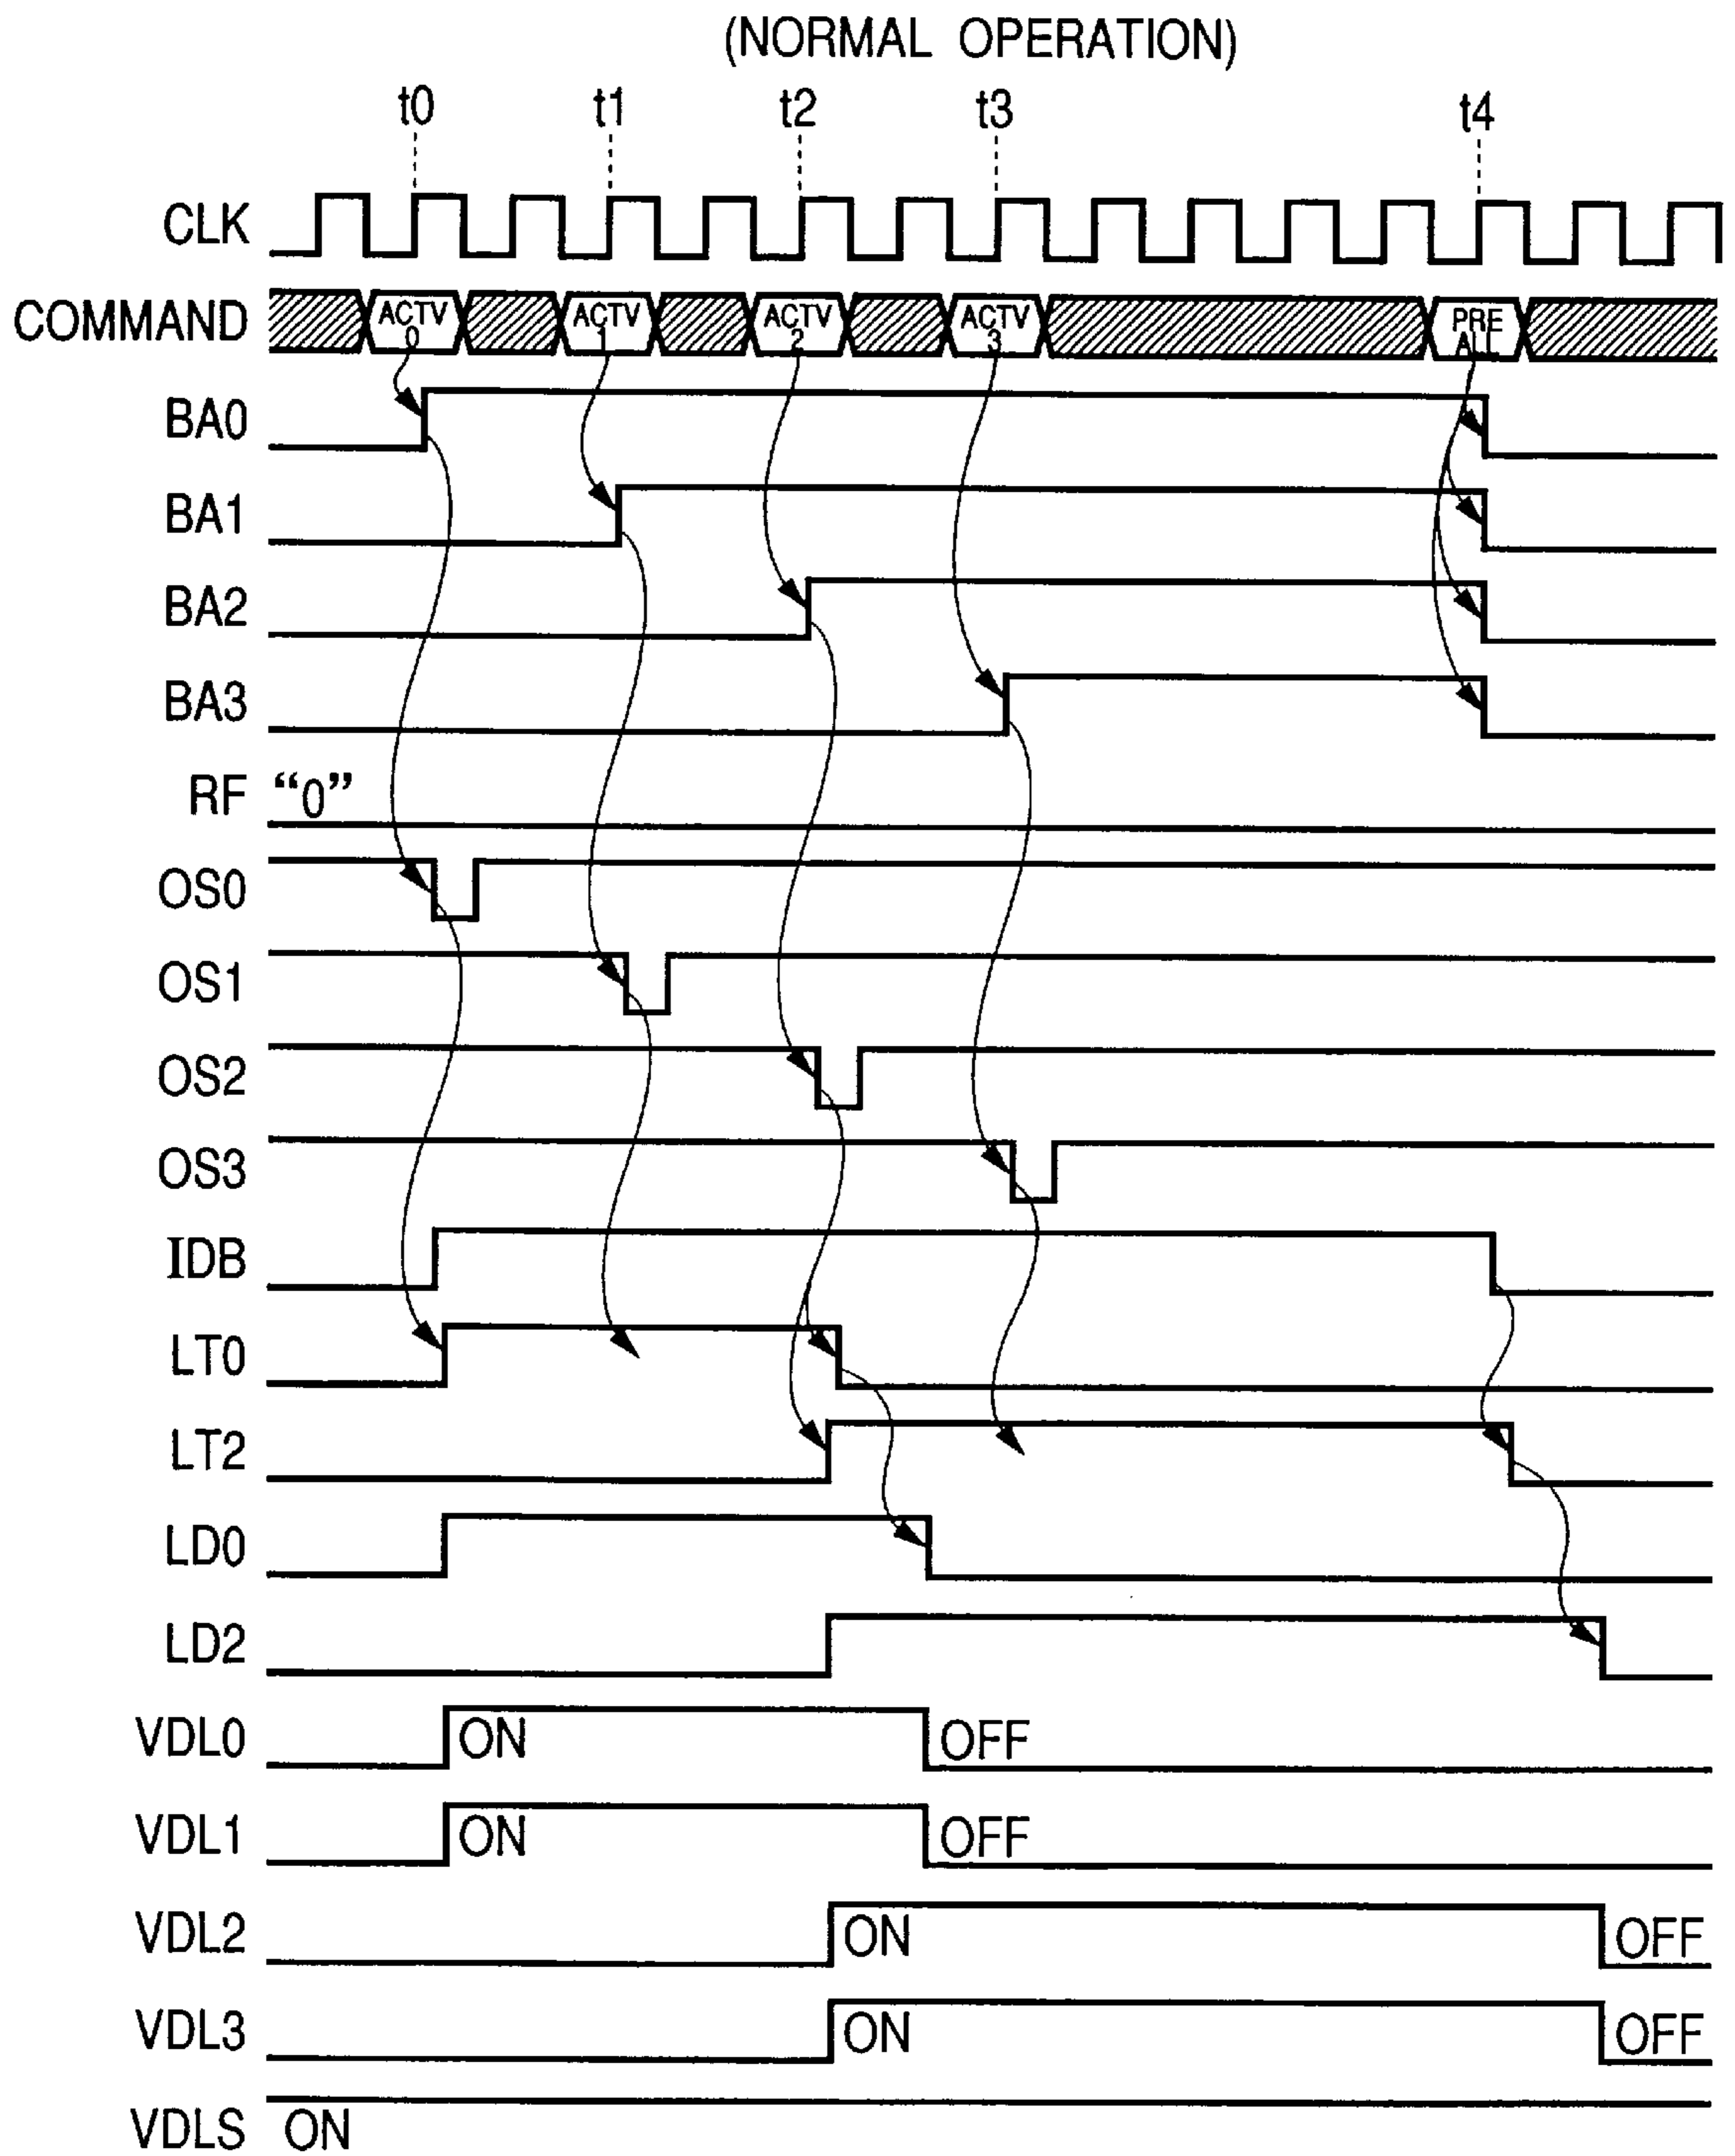 (NORMAL OPERATION)
t0 t1 t2 t3 t4
CLK
COMMAND ACTV 0 ACTV 1 ACTV 2 ACTV 3 PRE ALL
BA0
BA1
BA2
BA3
RF “0”
OS0
OS1
OS2
OS3
IDB
LT0
LT2
LD0
LD2
VDL0 ON OFF
VDL1 ON OFF
VDL2 ON OFF
VDL3 ON OFF
VDLS ON